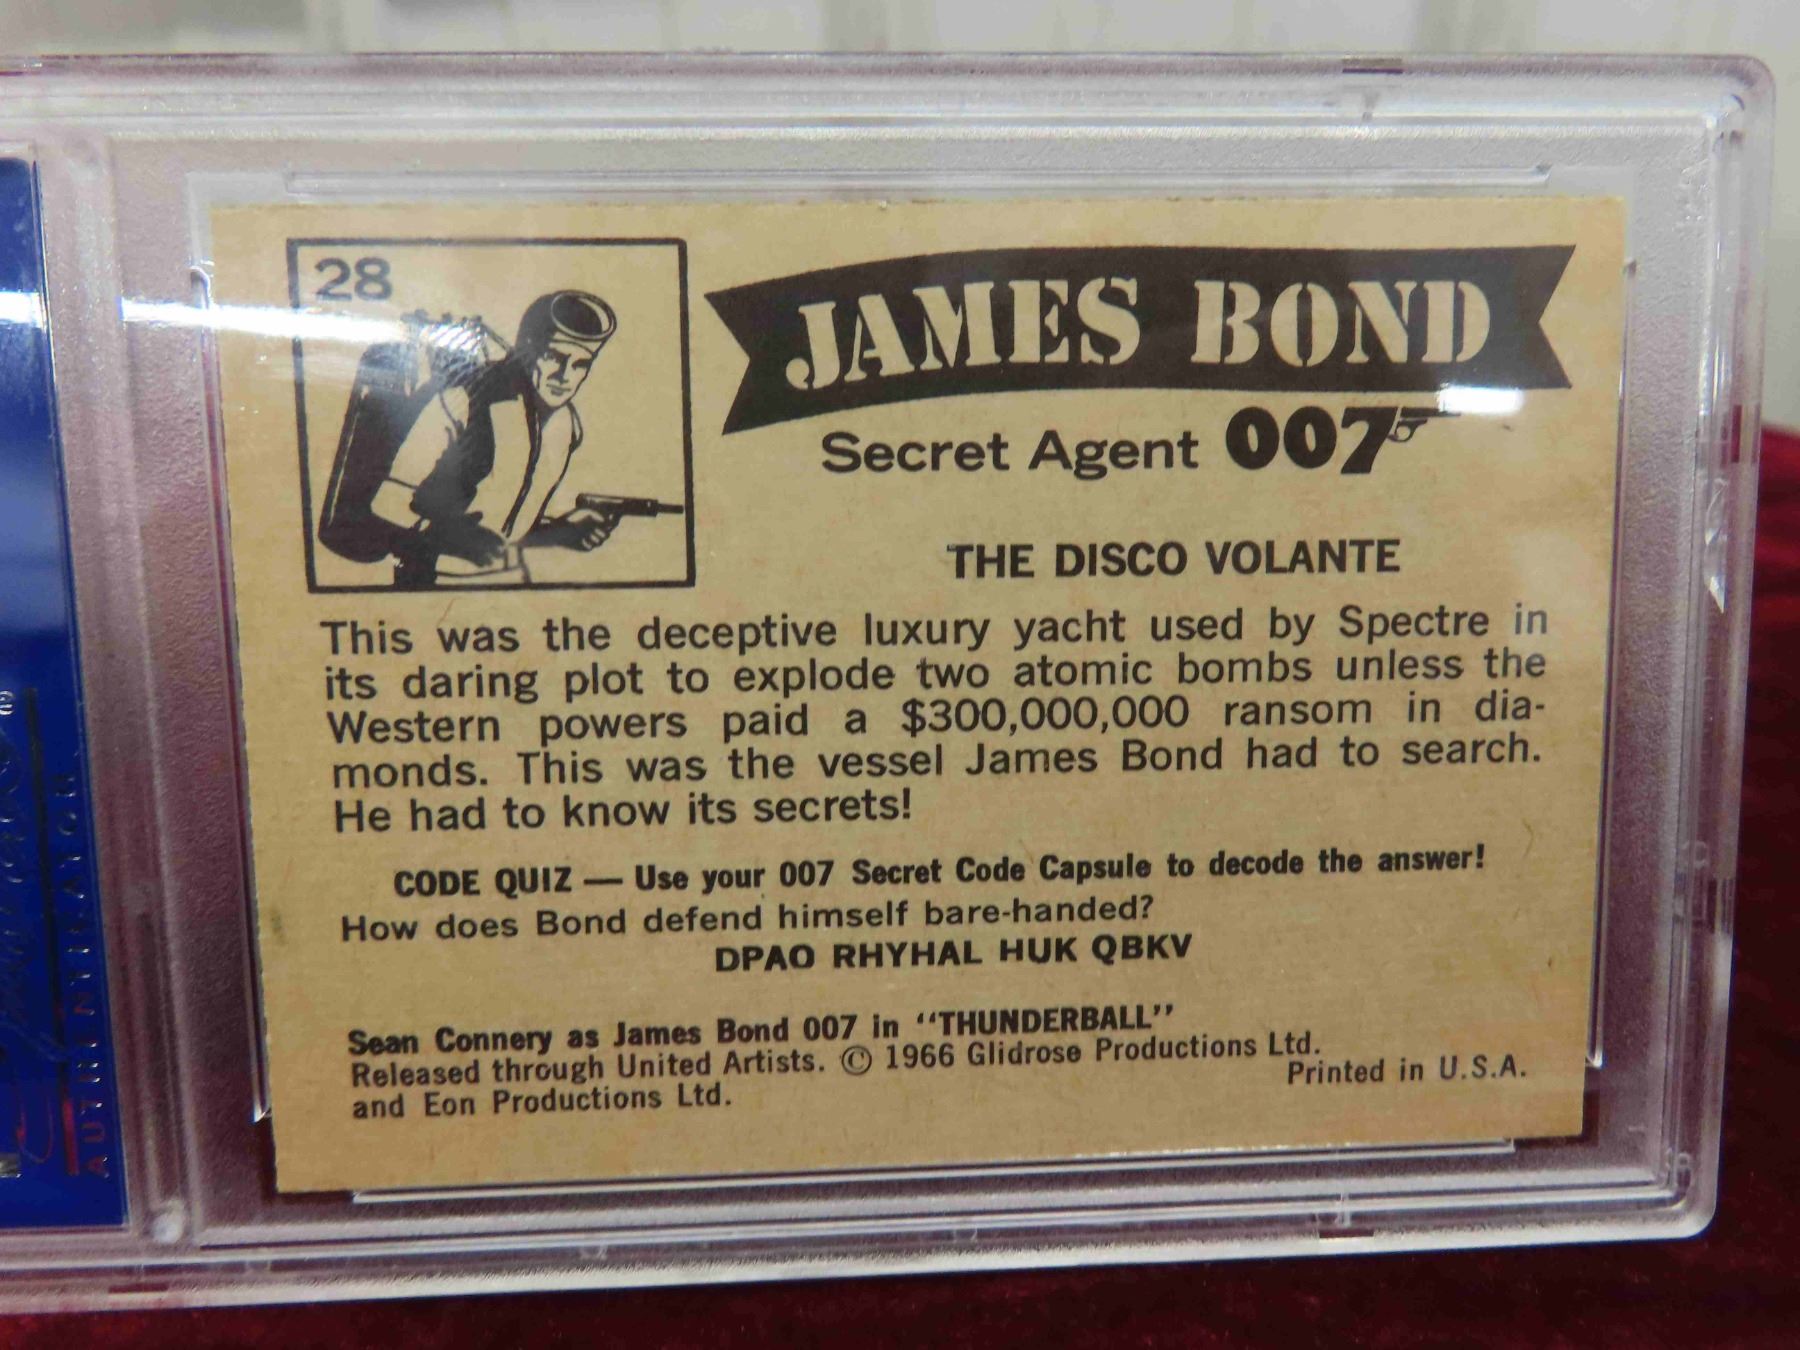 28
JAMES BOND
Secret Agent 007
THE DISCO VOLANTE
This was the deceptive luxury yacht used by Spectre in
its daring plot to explode two atomic bombs unless the
Western powers paid a $300,000,000 ransom in dia-
monds. This was the vessel James Bond had to search.
He had to know its secrets!
CODE QUIZ — Use your 007 Secret Code Capsule to decode the answer!
How does Bond defend himself bare-handed?
DPAO RHYHAL HUK QBKV
Sean Connery as James Bond 007 in "THUNDERBALL"
Released through United Artists. © 1966 Glidrose Productions Ltd.
and Eon Productions Ltd.
Printed in U.S.A.